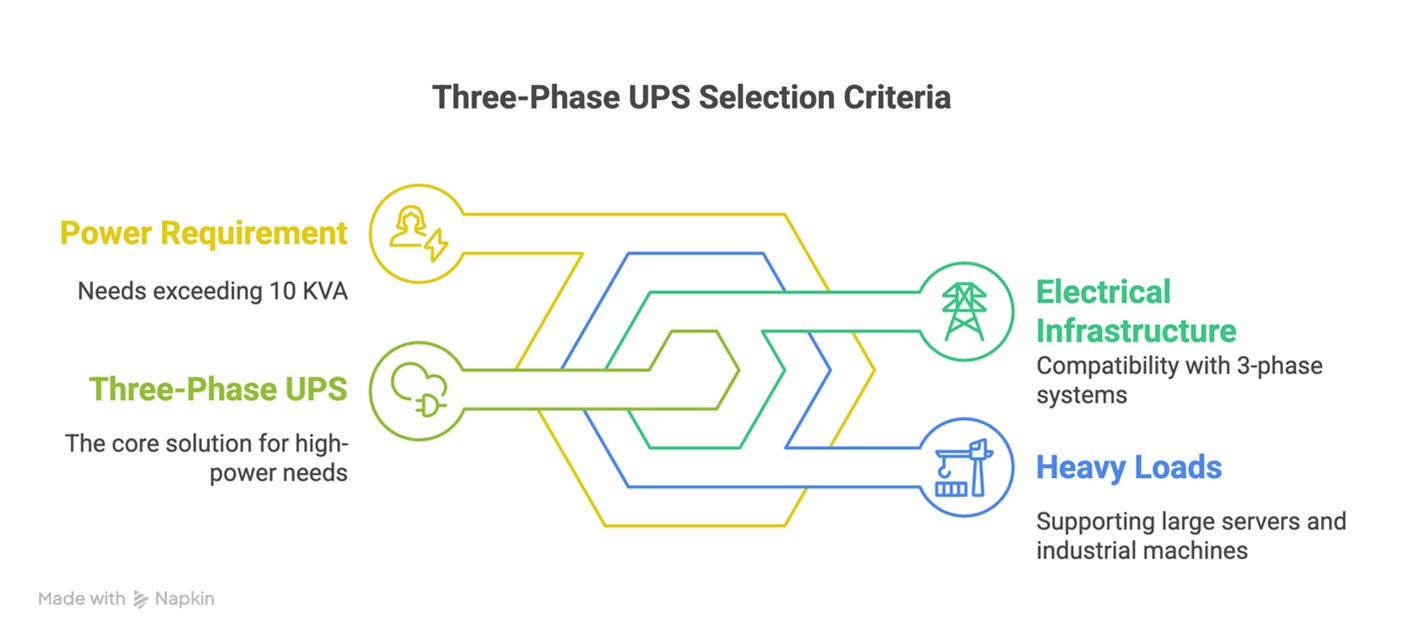 Three-Phase UPS Selection Criteria
Power Requirement
Needs exceeding 10 KVA
Three-Phase UPS
The core solution for high-
power needs
Electrical
Infrastructure
Compatibility with 3-phase
systems
Heavy Loads
Supporting large servers and
industrial machines
Made with Napkin